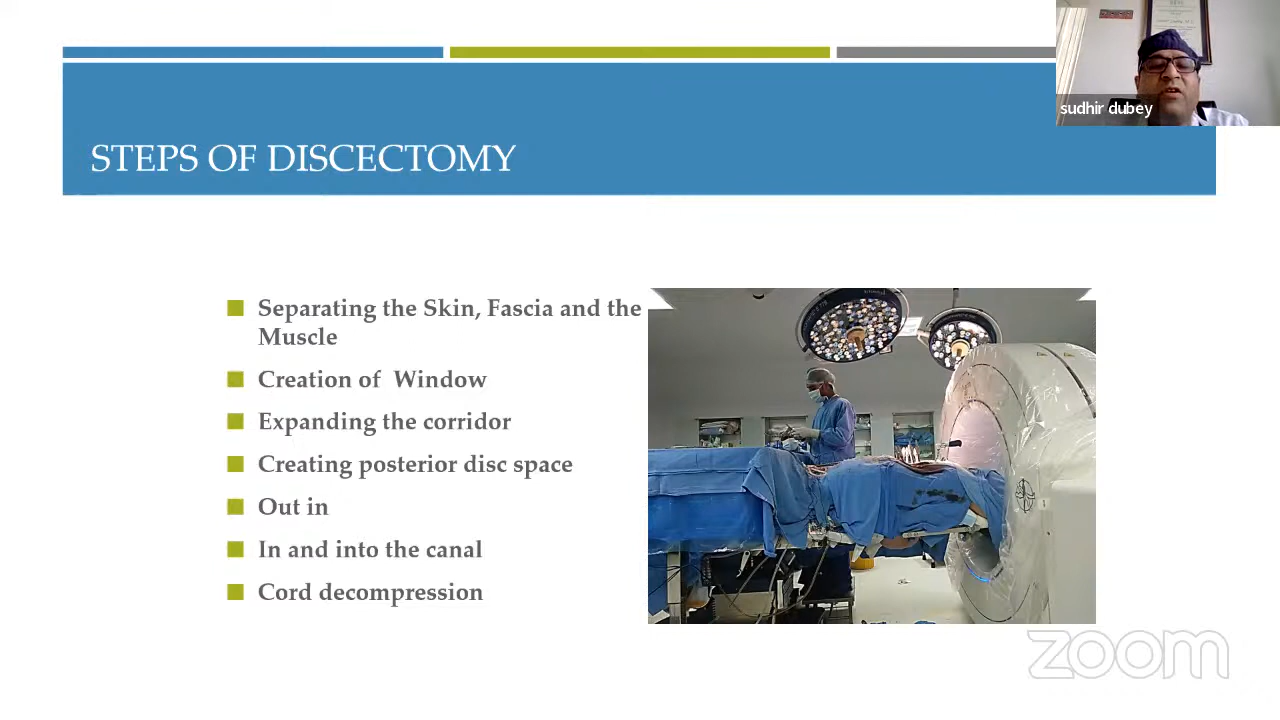 sudhir dubey
STEPS OF DISCECTOMY
Separating the Skin, Fascia and the
Muscle
Creation of Window
Expanding the corridor
Creating posterior disc space
Out in
In and into the canal
Cord decompression
zoom